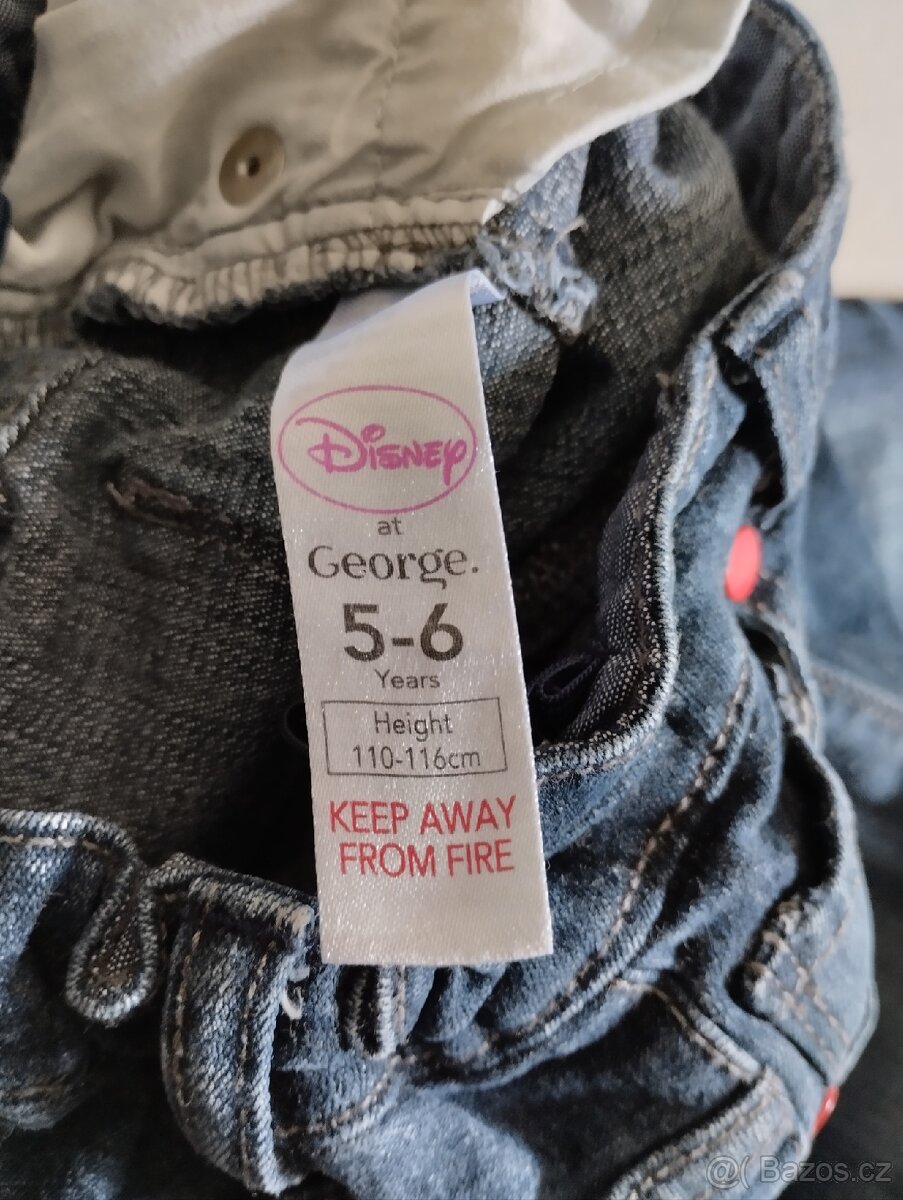 Disney
at
George.
5-6
Years
Height
110-116cm
KEEP AWAY
FROM FIRE
@( Bazos.cz